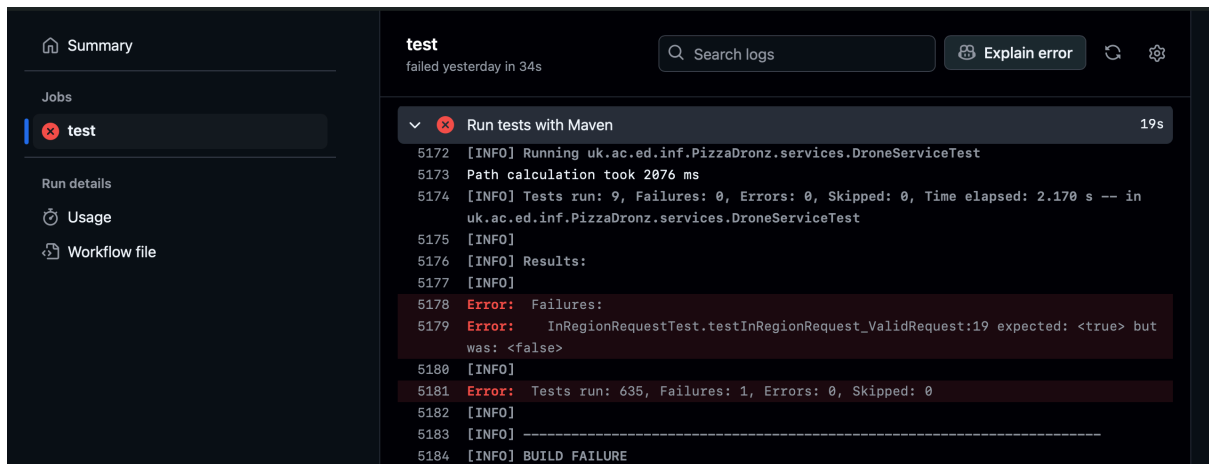 Summary
Jobs
test
Run details
Usage
Workflow file
test
failed yesterday in 34s
Search logs
Explain error
Run tests with Maven
19s
5172 [INFO] Running uk.ac.ed.inf.PizzaDronz.services.DroneServiceTest
5173 Path calculation took 2076 ms
5174 [INFO] Tests run: 9, Failures: 0, Errors: 0, Skipped: 0, Time elapsed: 2.170 s -- in
uk.ac.ed.inf.PizzaDronz.services.DroneServiceTest
5175 [INFO]
5176 [INFO] Results:
5177 [INFO]
5178 Error: Failures:
5179 Error: InRegionRequestTest.testInRegionRequest_ValidRequest:19 expected: <true> but
was: <false>
5180 [INFO]
5181 Error: Tests run: 635, Failures: 1, Errors: 0, Skipped: 0
5182 [INFO]
5183 [INFO] ------------------------------------------------------------------------
5184 [INFO] BUILD FAILURE